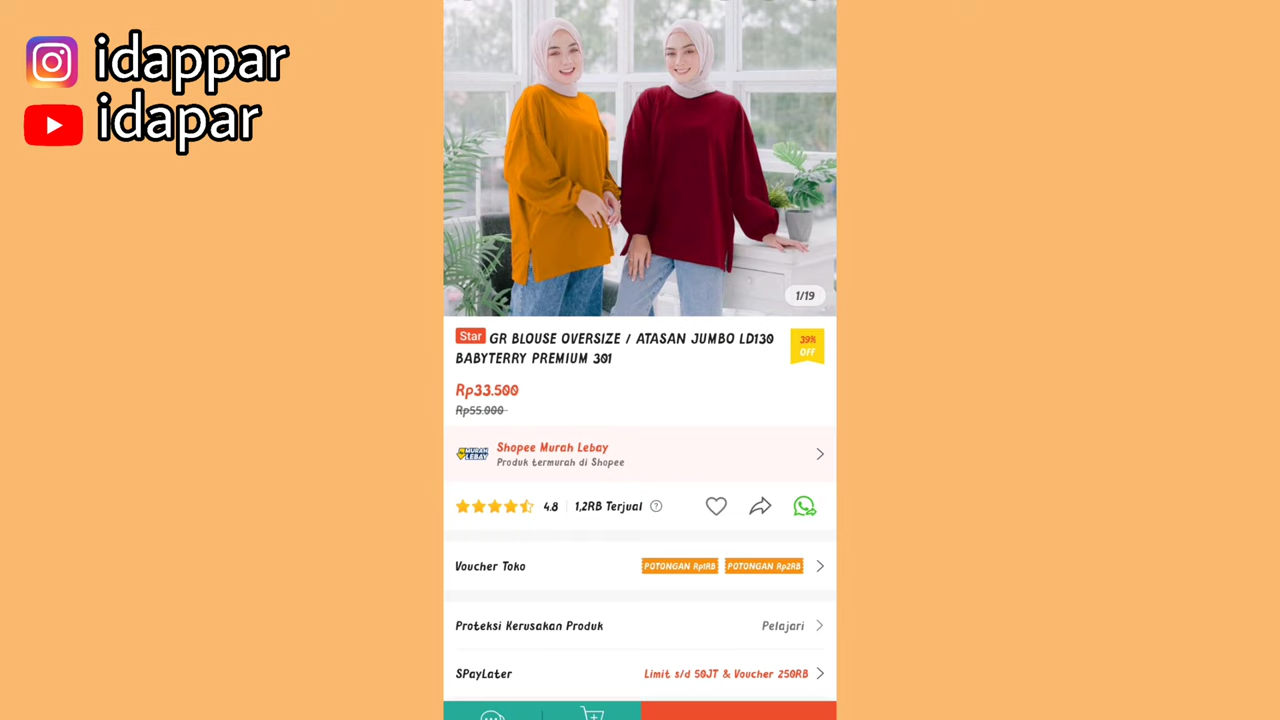 idappar
idapar
1/19
Star GR BLOUSE OVERSIZE / ATASAN JUMBO LD130
BABYTERRY PREMIUM 301
39%
OFF
Rp33.500
Rp55.000
MURAH
LEBAY
Shopee Murah Lebay
Produk termurah di Shopee
4.8
1,2RB Terjual
?
Voucher Toko
POTONGAN Rp1RB
POTONGAN Rp2RB
Proteksi Kerusakan Produk
Pelajari
SPayLater
Limit s/d 50JT & Voucher 250RB